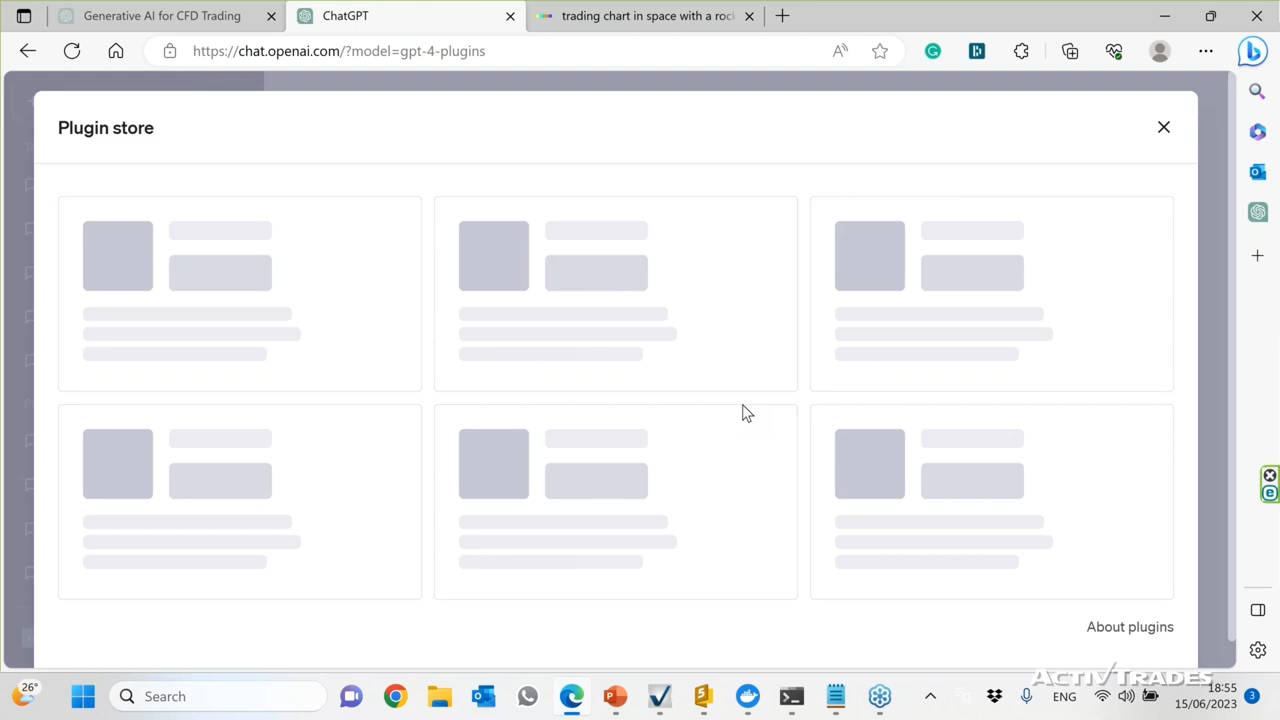 Generative AI for CFD Trading
ChatGPT
trading chart in space with a rock
https://chat.openai.com/?model=gpt-4-plugins
Plugin store
About plugins
ACTIVTRADES
26°
Search
ENG
18:55
15/06/2023
3